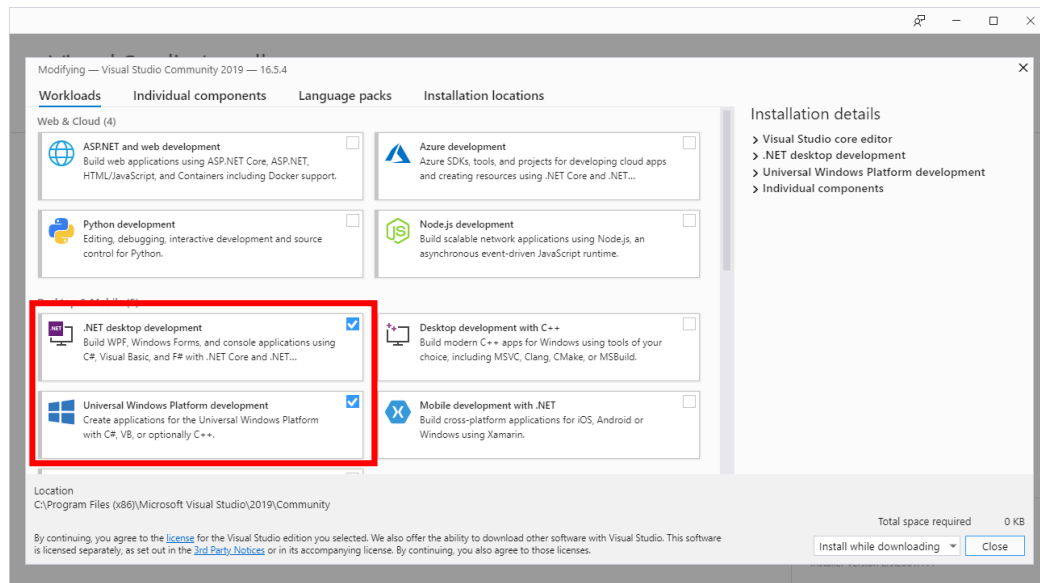 Modifying — Visual Studio Community 2019 — 16.5.4
Workloads Individual components Language packs Installation locations
Web & Cloud (4)
ASP.NET and web development
Build web applications using ASP.NET Core, ASP.NET,
HTML/JavaScript, and Containers including Docker support.
Azure development
Azure SDKs, tools, and projects for developing cloud apps
and creating resources using .NET Core and .NET...
Python development
Editing, debugging, interactive development and source
control for Python.
JS
Node.js development
Build scalable network applications using Node.js, an
asynchronous event-driven JavaScript runtime.
.NET
.NET desktop development
Build WPF, Windows Forms, and console applications using
C#, Visual Basic, and F# with .NET Core and .NET...
Desktop development with C++
Build modern C++ apps for Windows using tools of your
choice, including MSVC, Clang, CMake, or MSBuild.
Universal Windows Platform development
Create applications for the Universal Windows Platform
with C#, VB, or optionally C++.
Mobile development with .NET
Build cross-platform applications for iOS, Android or
Windows using Xamarin.
Installation details
Visual Studio core editor
.NET desktop development
Universal Windows Platform development
Individual components
Location
C:\Program Files (x86)\Microsoft Visual Studio\2019\Community
By continuing, you agree to the license for the Visual Studio edition you selected. We also offer the ability to download other software with Visual Studio. This software
is licensed separately, as set out in the 3rd Party Notices or in its accompanying license. By continuing, you also agree to those licenses.
Total space required 0 KB
Install while downloading Close